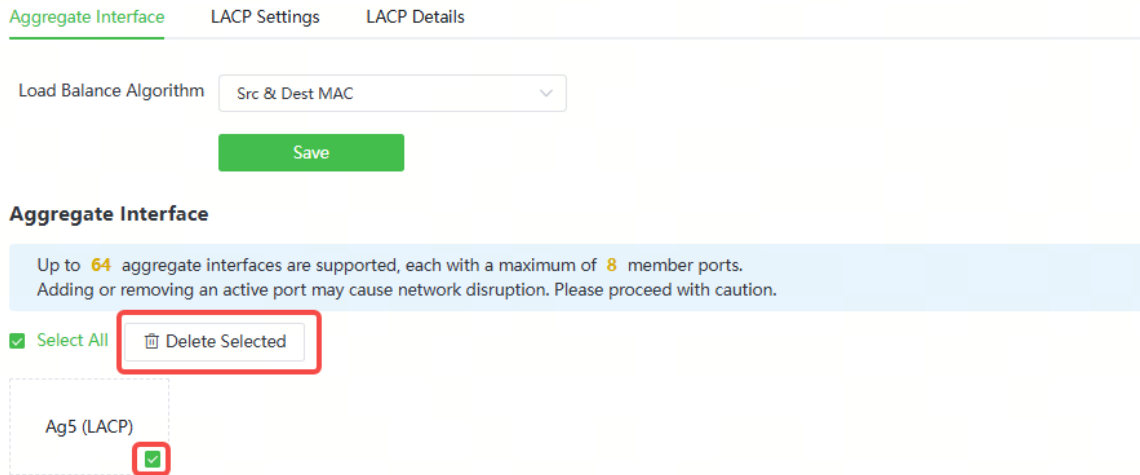 Aggregate Interface LACP Settings LACP Details
Load Balance Algorithm Src & Dest MAC
Save
Aggregate Interface
Up to 64 aggregate interfaces are supported, each with a maximum of 8 member ports.
Adding or removing an active port may cause network disruption. Please proceed with caution.
Select All Delete Selected
Ag5 (LACP)